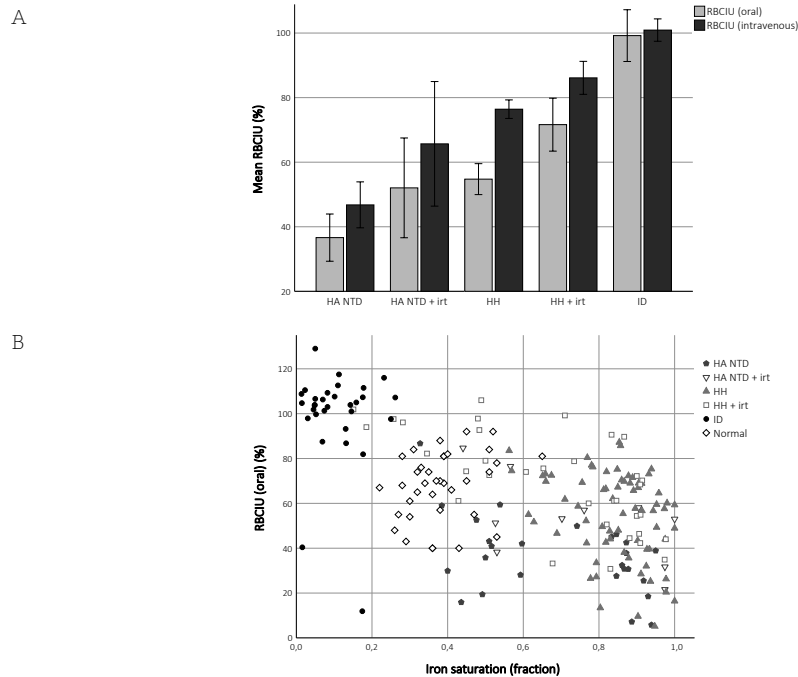 A
RBCIU (oral)
RBCIU (intravenous)
Mean RBCIU (%)
100
80
60
40
20
HA NTD
HA NTD + irt
HH
HH + irt
ID
B
RBCIU (oral) (%)
120
100
80
60
40
20
0
0,0
0,2
0,4
0,6
0,8
1,0
Iron saturation (fraction)
HA NTD
HA NTD + irt
HH
HH + irt
ID
Normal